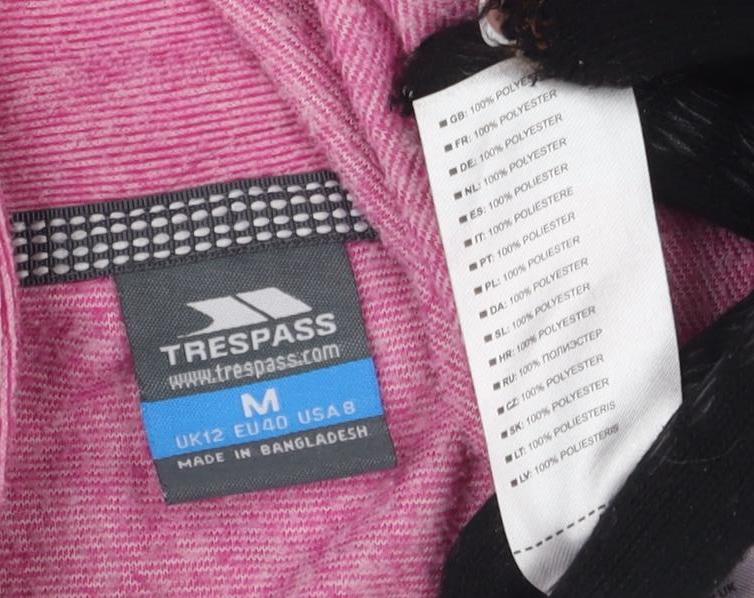 TRESPASS
www.trespass.com
M
UK12 EU40 USA8
MADE IN BANGLADESH
■ GB: 100% POLYESTER
■ FR: 100% POLYESTER
■ DE: 100% POLYESTER
■ NL: 100% POLYESTER
■ ES: 100% POLIESTER
■ IT: 100% POLIESTERE
■ PT: 100% POLIESTER
■ PL: 100% POLIESTER
■ DA: 100% POLYESTER
■ SL: 100% POLIESTER
■ HR: 100% POLIESTER
■ RU: 100% ПОЛИЭСТЕР
■ CZ: 100% POLYESTER
■ SK: 100% POLYESTER
■ LT: 100% POLIESTERIS
■ LV: 100% POLIESTERIS